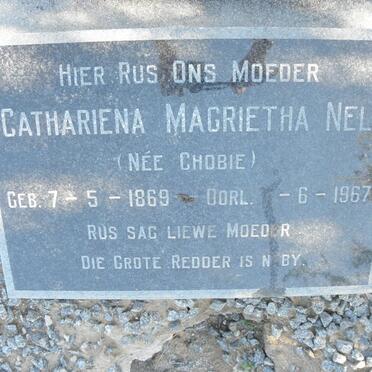 HIER RUS ONS MOEDER
CATHARIENA MAGRIETHA NEL
(NÉE CHOBIE)
GEB. 7 - 5 - 1869 - OORL. - 6 - 1967
RUS SAG LIEWE MOEDER
DIE GROTE REDDER IS N BY.